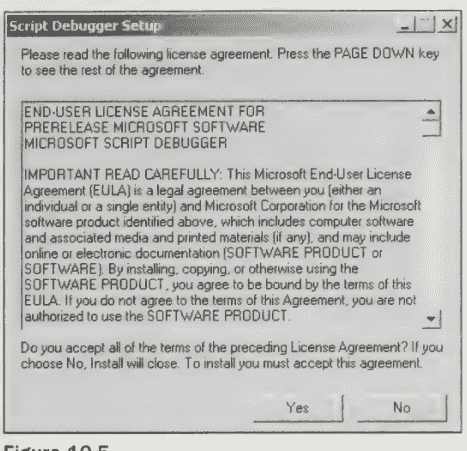 Script Debugger Setup
Please read the following license agreement. Press the PAGE DOWN key
to see the rest of the agreement.
END-USER LICENSE AGREEMENT FOR
PRERELEASE MICROSOFT SOFTWARE
MICROSOFT SCRIPT DEBUGGER
IMPORTANT READ CAREFULLY: This Microsoft End-User License
Agreement (EULA) is a legal agreement between you (either an
individual or a single entity) and Microsoft Corporation for the Microsoft
software product identified above, which includes computer software
and associated media and printed materials (if any), and may include
online or electronic documentation (SOFTWARE PRODUCT or
SOFTWARE). By installing, copying, or otherwise using the
SOFTWARE PRODUCT, you agree to be bound by the terms of this
EULA. If you do not agree to the terms of this Agreement, you are not
authorized to use the SOFTWARE PRODUCT.
Do you accept all of the terms of the preceding License Agreement? If you
choose No, Install will close. To install you must accept this agreement.
Yes No
Figure 10.5